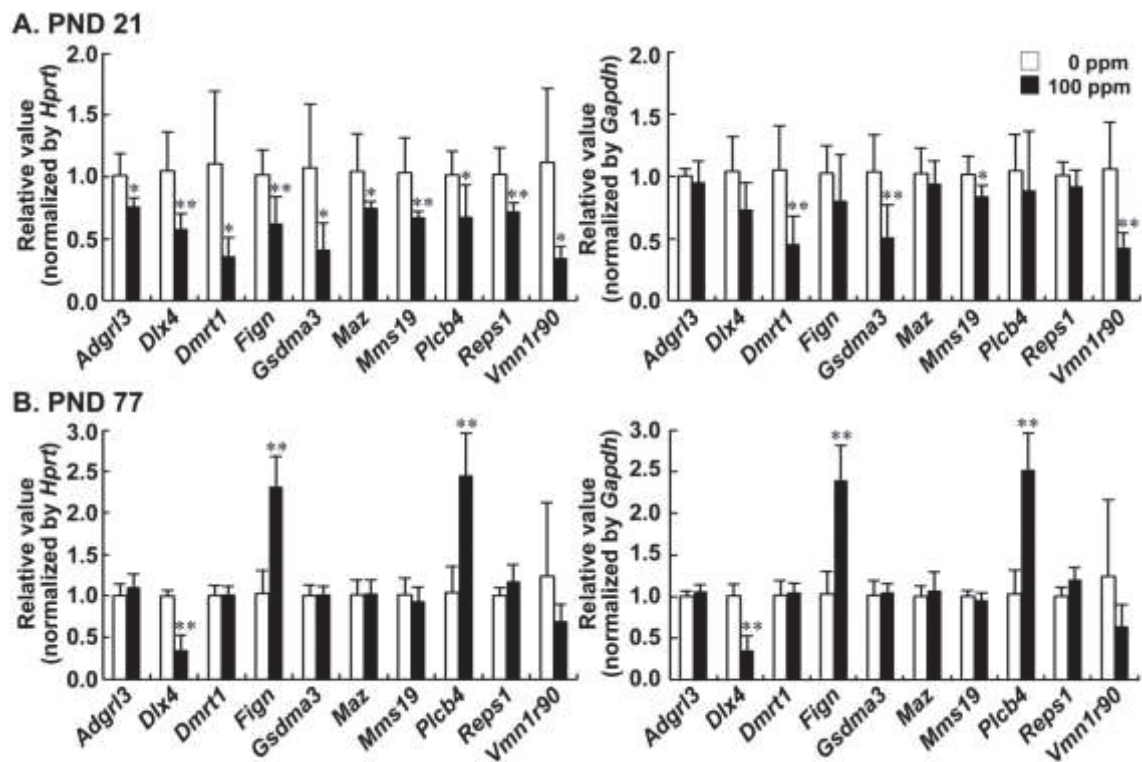 A. PND 21
Relative value
(normalized by Hprt)
2.0
1.5
1.0
0.5
0.0
* ** * ** * * ** * ** *
Adgrl3 Dlx4 Dmrt1 Fign Gsdma3 Maz Mms19 Plcb4 Reps1 Vmn1r90
Relative value
(normalized by Gapdh)
2.0
1.5
1.0
0.5
0.0
0 ppm
100 ppm
** ** * **
Adgrl3 Dlx4 Dmrt1 Fign Gsdma3 Maz Mms19 Plcb4 Reps1 Vmn1r90
B. PND 77
Relative value
(normalized by Hprt)
3.0
2.5
2.0
1.5
1.0
0.5
0.0
** ** **
Adgrl3 Dlx4 Dmrt1 Fign Gsdma3 Maz Mms19 Plcb4 Reps1 Vmn1r90
Relative value
(normalized by Gapdh)
3.0
2.5
2.0
1.5
1.0
0.5
0.0
** ** **
Adgrl3 Dlx4 Dmrt1 Fign Gsdma3 Maz Mms19 Plcb4 Reps1 Vmn1r90